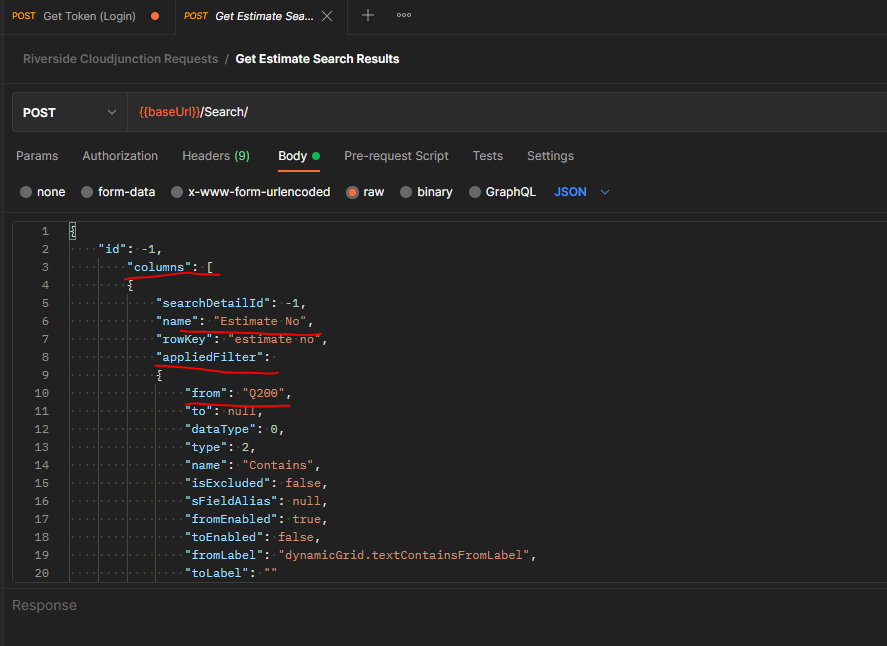 POST Get Token (Login) POST Get Estimate Sea...
Riverside Cloudjunction Requests / Get Estimate Search Results
POST {{baseUrl}}/Search/
Params Authorization Headers (9) Body Pre-request Script Tests Settings
none form-data x-www-form-urlencoded raw binary GraphQL JSON
1 {
2 "id": -1,
3 "columns": [
4 {
5 "searchDetailId": -1,
6 "name": "Estimate No",
7 "rowKey": "estimate no",
8 "appliedFilter":
9 {
10 "from": "Q200",
11 "to": null,
12 "dataType": 0,
13 "type": 2,
14 "name": "Contains",
15 "isExcluded": false,
16 "sFieldAlias": null,
17 "fromEnabled": true,
18 "toEnabled": false,
19 "fromLabel": "dynamicGrid.textContainsFromLabel",
20 "toLabel": ""
Response